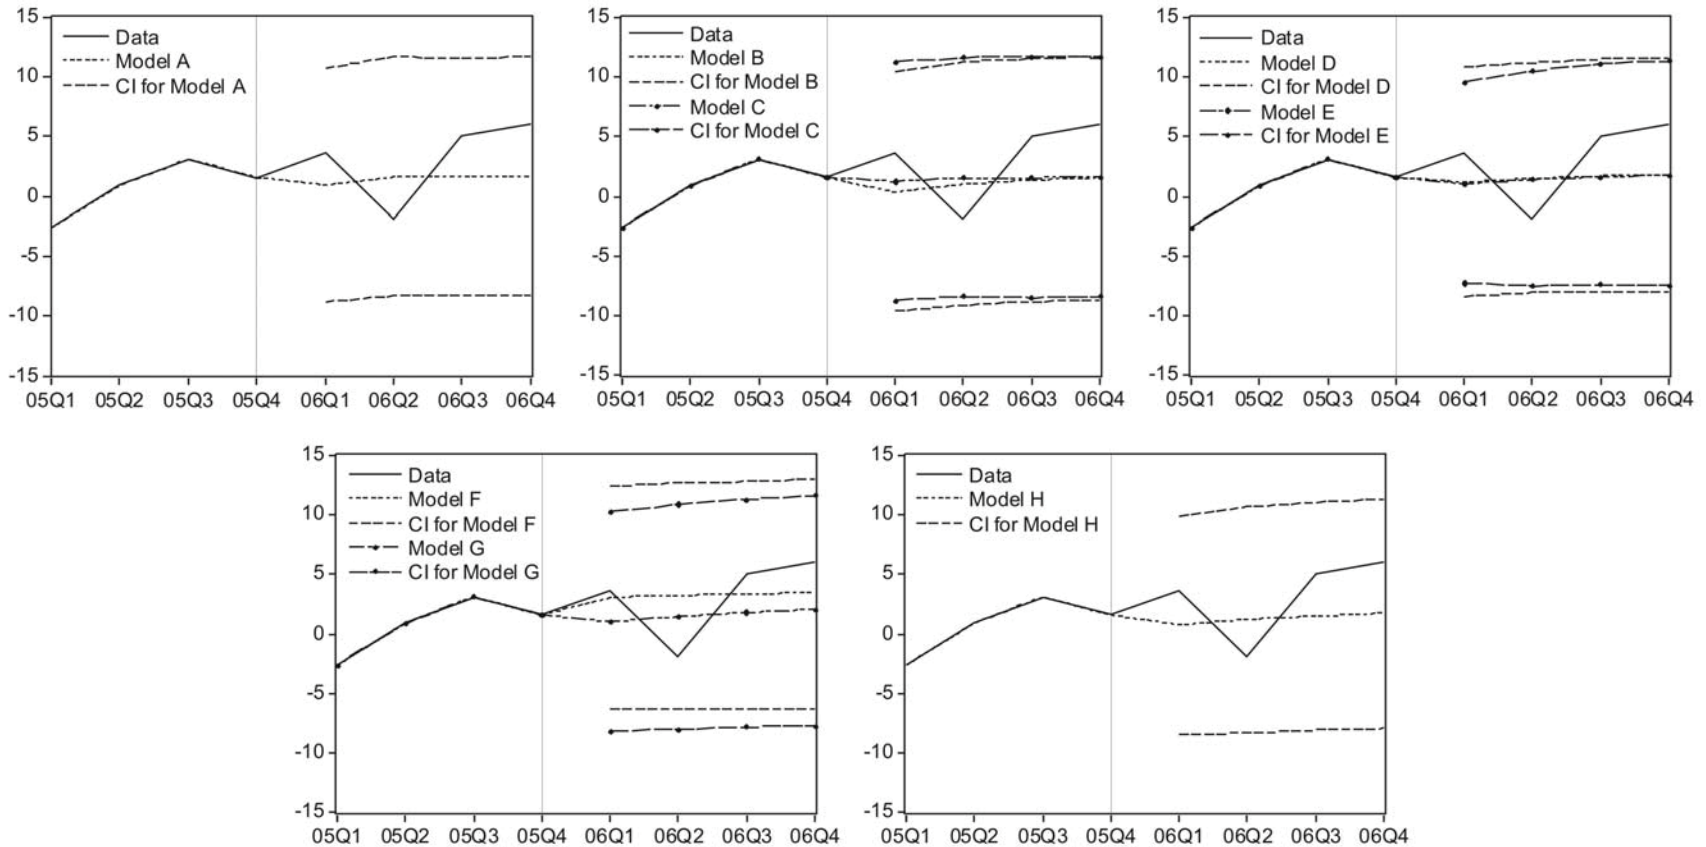 15
10
5
0
-5
-10
-15
Data
Model A
CI for Model A
05Q1 05Q2 05Q3 05Q4 06Q1 06Q2 06Q3 06Q4
15
10
5
0
-5
-10
-15
Data
Model B
CI for Model B
Model C
CI for Model C
05Q1 05Q2 05Q3 05Q4 06Q1 06Q2 06Q3 06Q4
15
10
5
0
-5
-10
-15
Data
Model D
CI for Model D
Model E
CI for Model E
05Q1 05Q2 05Q3 05Q4 06Q1 06Q2 06Q3 06Q4
15
10
5
0
-5
-10
-15
Data
Model F
CI for Model F
Model G
CI for Model G
05Q1 05Q2 05Q3 05Q4 06Q1 06Q2 06Q3 06Q4
15
10
5
0
-5
-10
-15
Data
Model H
CI for Model H
05Q1 05Q2 05Q3 05Q4 06Q1 06Q2 06Q3 06Q4